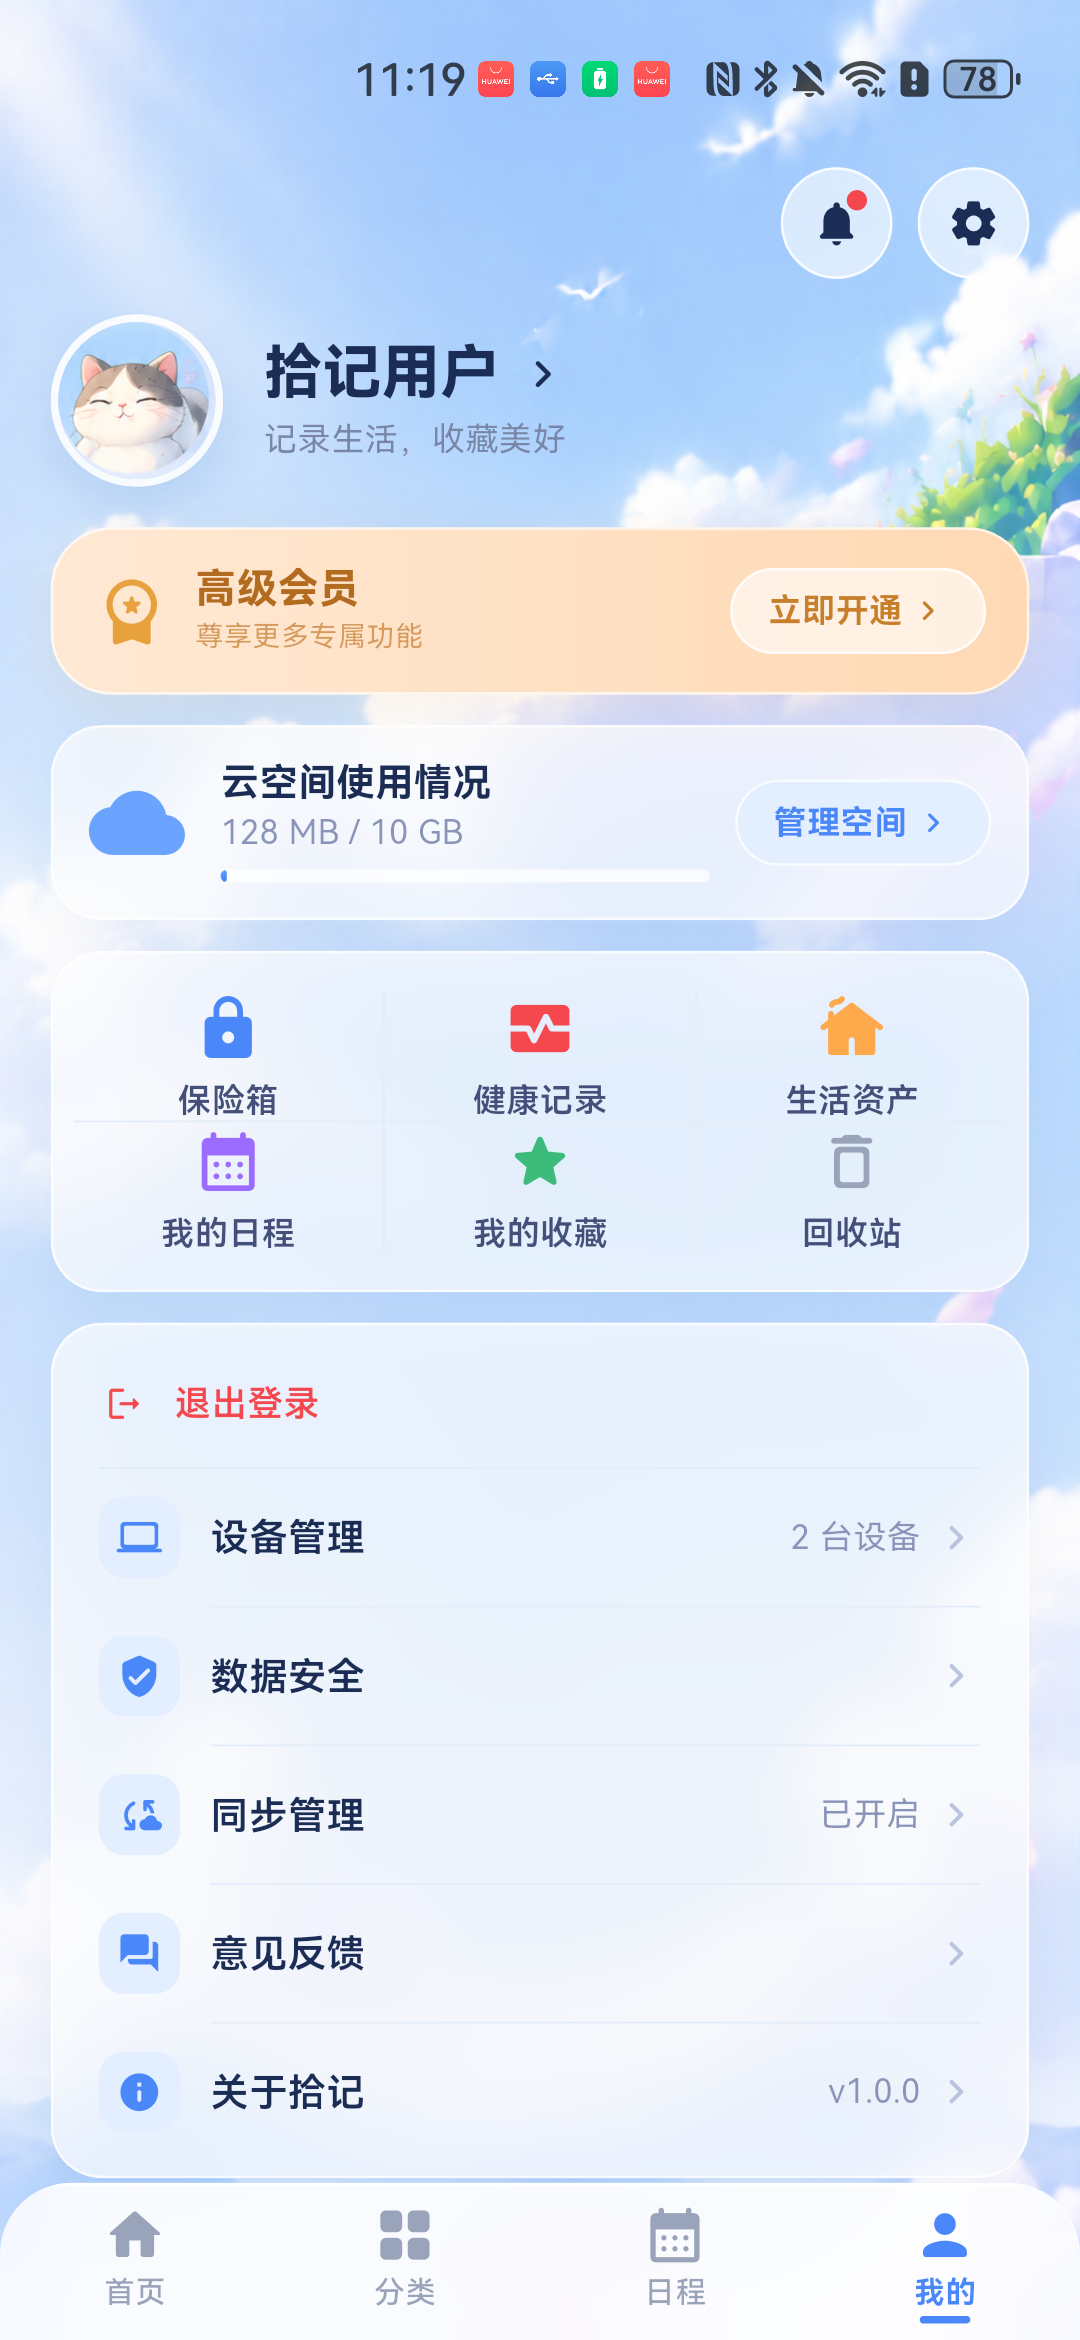 11:19 HUAWEI HUAWEI 78
拾记用户
记录生活，收藏美好
高级会员
尊享更多专属功能
立即开通
云空间使用情况
128 MB / 10 GB
管理空间
保险箱 健康记录 生活资产
我的日程 我的收藏 回收站
退出登录
设备管理 2 台设备
数据安全
同步管理 已开启
意见反馈
关于拾记 v1.0.0
首页 分类 日程 我的